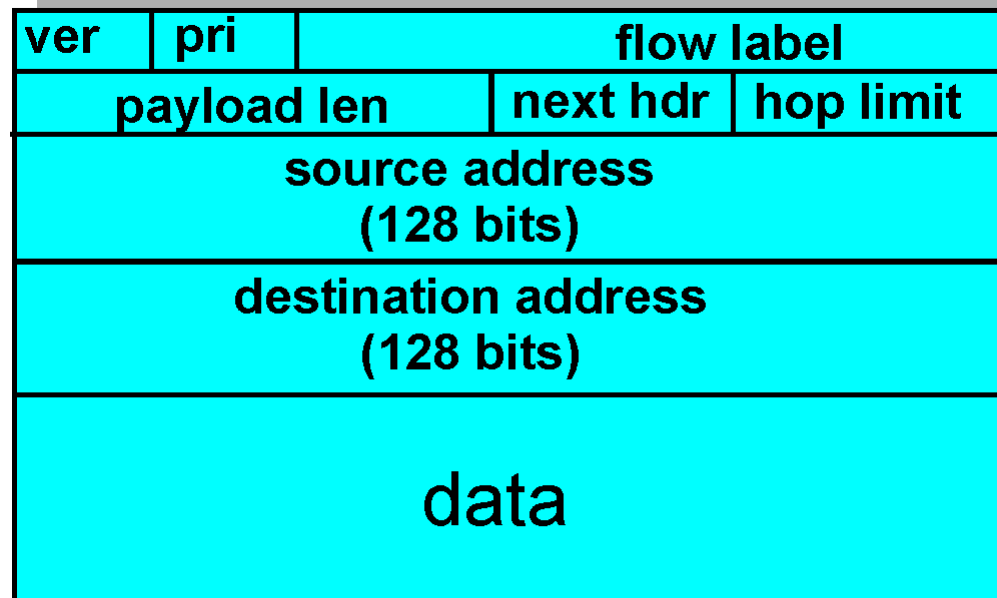 ver pri flow label
payload len next hdr hop limit
source address
(128 bits)
destination address
(128 bits)
data